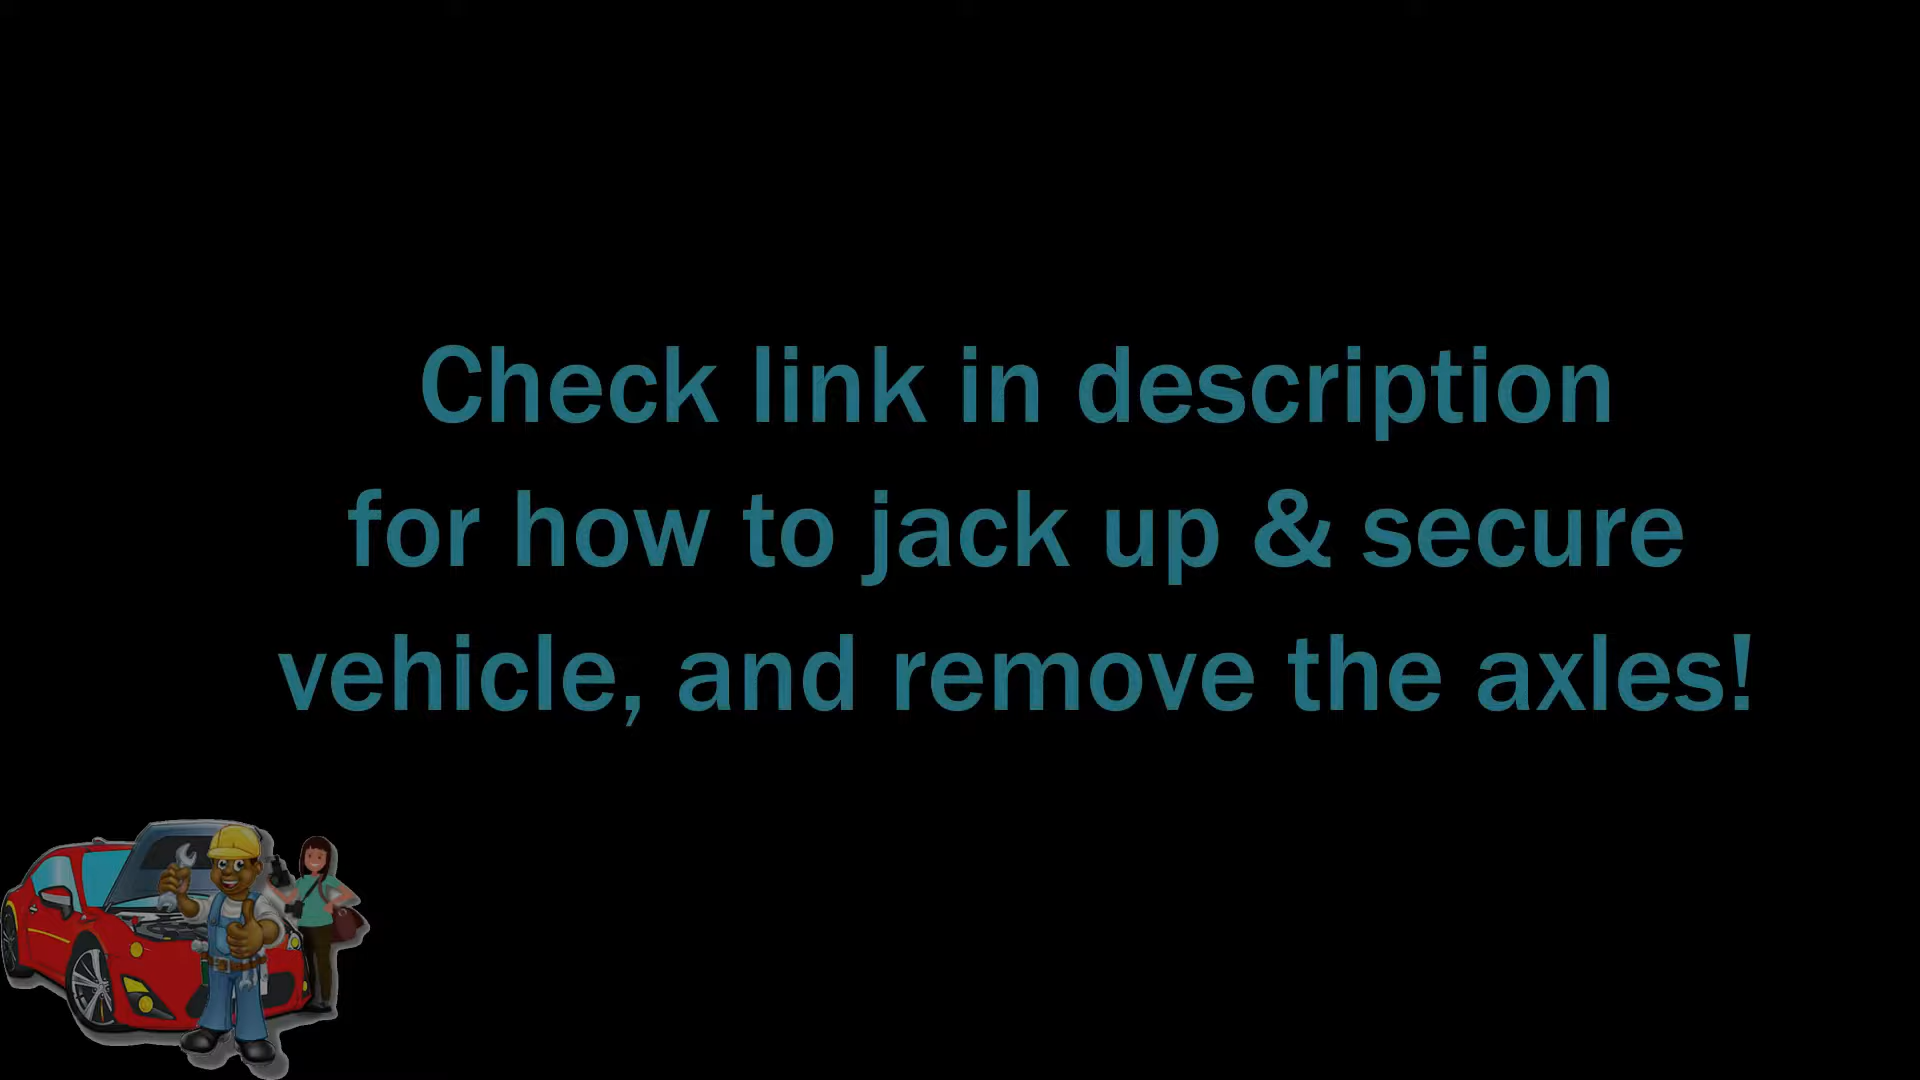 Check link in description
for how to jack up & secure
vehicle, and remove the axles!